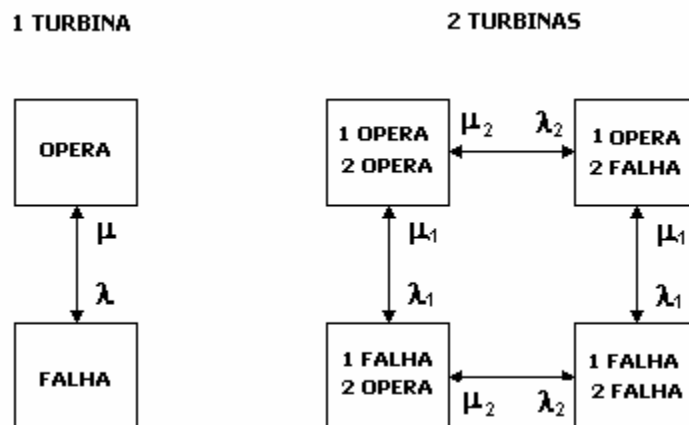 1 TURBINA
2 TURBINAS
OPERA
μ
λ
FALHA
1 OPERA
2 OPERA
μ2 λ2
1 OPERA
2 FALHA
μ1
λ1
μ1
λ1
1 FALHA
2 OPERA
μ2 λ2
1 FALHA
2 FALHA